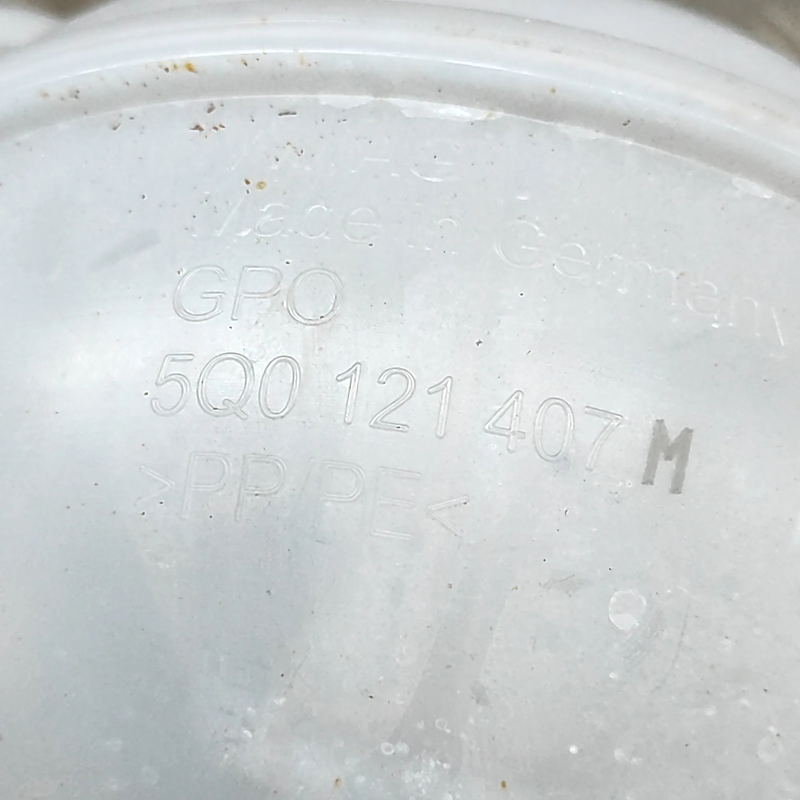 Made in Germany
GPO
5Q0 121 407 M
>PP/PE<